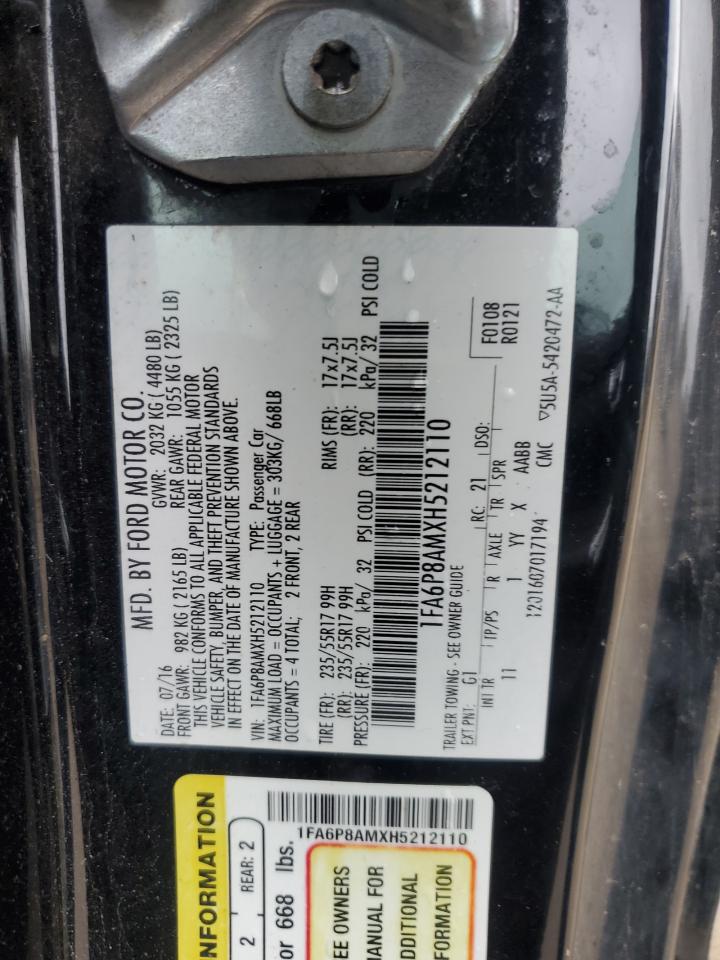 MFD. BY FORD MOTOR CO.
DATE: 07/16 GVWR: 2032 KG ( 4480 LB)
FRONT GAWR: 982 KG ( 2165 LB) REAR GAWR: 1055 KG ( 2325 LB)
THIS VEHICLE CONFORMS TO ALL APPLICABLE FEDERAL MOTOR
VEHICLE SAFETY, BUMPER, AND THEFT PREVENTION STANDARDS
IN EFFECT ON THE DATE OF MANUFACTURE SHOWN ABOVE.
VIN: 1FA6P8AMXH5212110 TYPE: Passenger Car
MAXIMUM LOAD = OCCUPANTS + LUGGAGE = 303KG/ 668LB
OCCUPANTS = 4 TOTAL; 2 FRONT, 2 REAR
TIRE (FR): 235/55R17 99H RIMS (FR): 17x7.5J
(RR): 235/55R17 99H (RR): 17x7.5J
PRESSURE (FR): 220 kPa/ 32 PSI COLD (RR): 220 kPa/ 32 PSI COLD
1FA6P8AMXH5212110
TRAILER TOWING - SEE OWNER GUIDE
EXT PNT: G1 RC: 21 DSO: F0108
R0121
INT TR TP/PS R AXLE TR SPR
11 1 YY X AABB
1201607017194 CMC ▽5U5A-5420472-AA
NFORMATION
2 REAR: 2
or 668 lbs.
1FA6P8AMXH5212110
EE OWNERS
MANUAL FOR
DDITIONAL
FORMATION